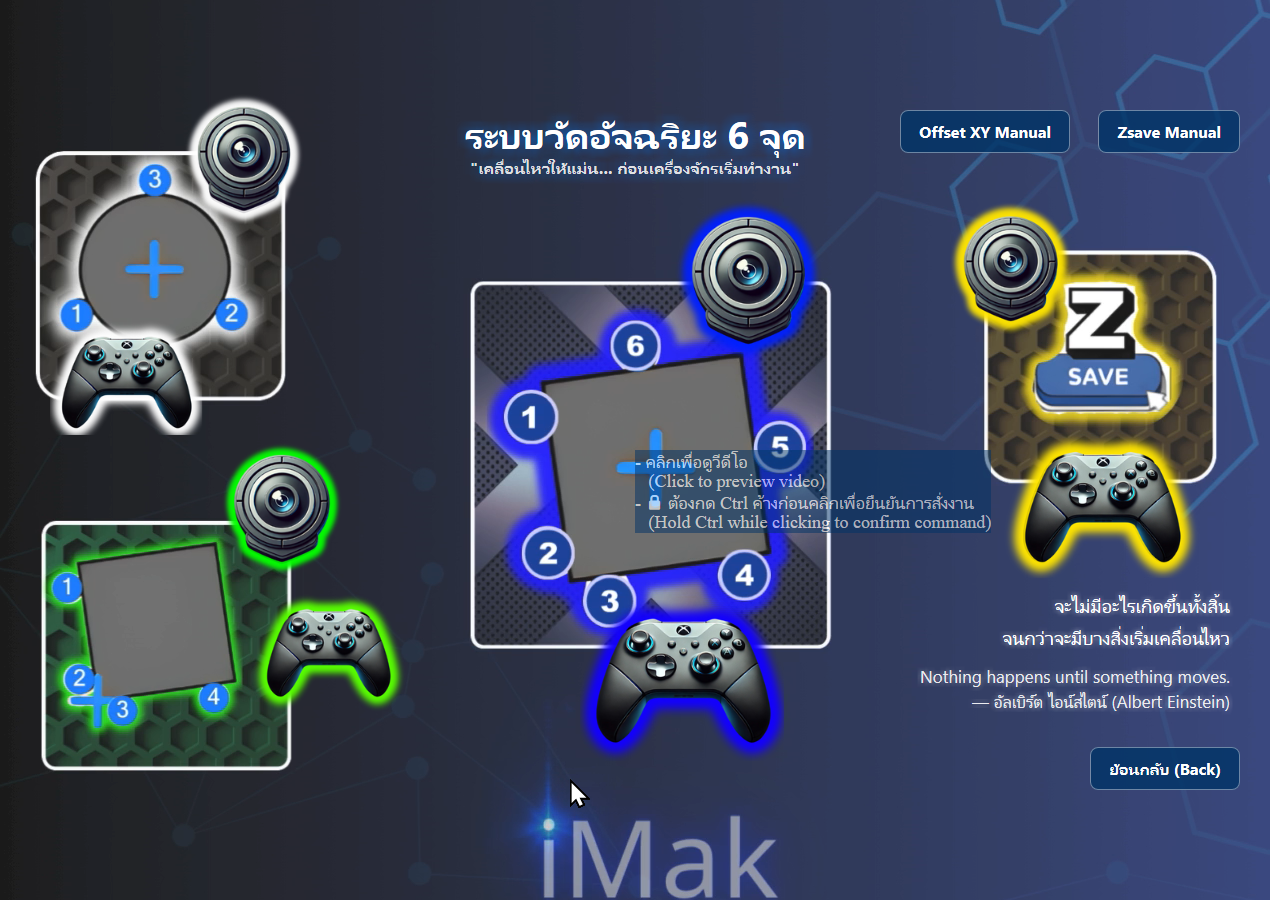 ระบบวัดอัจฉริยะ 6 จุด
"เคลื่อนไหวให้แม่น... ก่อนเครื่องจักรเริ่มทำงาน"
Offset XY Manual
Zsave Manual
3
1
2
6
1
5
2
4
3
- คลิกเพื่อดูวีดีโอ
(Click to preview video)
- 🔒 ต้องกด Ctrl ค้างก่อนคลิกเพื่อยืนยันการสั่งงาน
(Hold Ctrl while clicking to confirm command)
Z
SAVE
1
2
3
4
จะไม่มีอะไรเกิดขึ้นทั้งสิ้น
จนกว่าจะมีบางสิ่งเริ่มเคลื่อนไหว
Nothing happens until something moves.
— อัลเบิร์ต ไอน์สไตน์ (Albert Einstein)
ย้อนกลับ (Back)
iMak